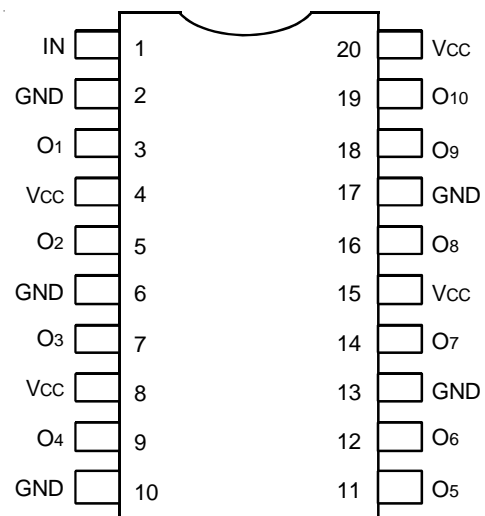 IN 1 20 VCC
GND 2 19 O10
O1 3 18 O9
VCC 4 17 GND
O2 5 16 O8
GND 6 15 VCC
O3 7 14 O7
VCC 8 13 GND
O4 9 12 O6
GND 10 11 O5